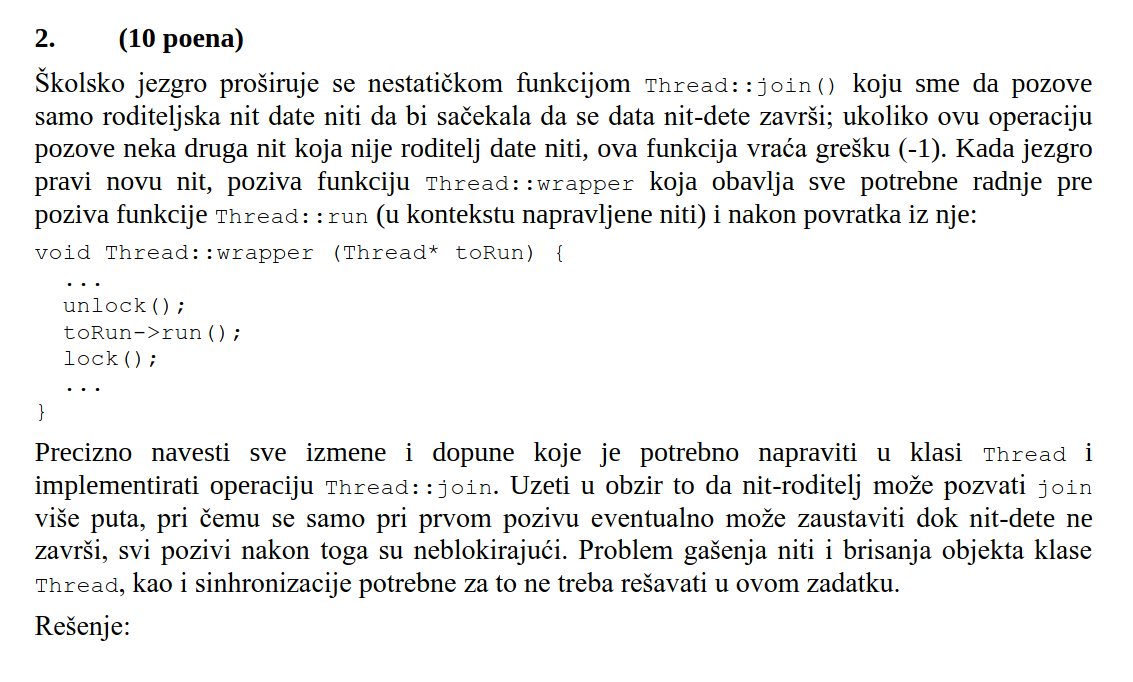 2. (10 poena)
Školsko jezgro proširuje se nestatičkom funkcijom Thread::join() koju sme da pozove
samo roditeljska nit date niti da bi sačekala da se data nit-dete završi; ukoliko ovu operaciju
pozove neka druga nit koja nije roditelj date niti, ova funkcija vraća grešku (-1). Kada jezgro
pravi novu nit, poziva funkciju Thread::wrapper koja obavlja sve potrebne radnje pre
poziva funkcije Thread::run (u kontekstu napravljene niti) i nakon povratka iz nje:
void Thread::wrapper (Thread* toRun) {
...
unlock();
toRun->run();
lock();
...
}
Precizno navesti sve izmene i dopune koje je potrebno napraviti u klasi Thread i
implementirati operaciju Thread::join. Uzeti u obzir to da nit-roditelj može pozvati join
više puta, pri čemu se samo pri prvom pozivu eventualno može zaustaviti dok nit-dete ne
završi, svi pozivi nakon toga su neblokirajući. Problem gašenja niti i brisanja objekta klase
Thread, kao i sinhronizacije potrebne za to ne treba rešavati u ovom zadatku.
Rešenje: